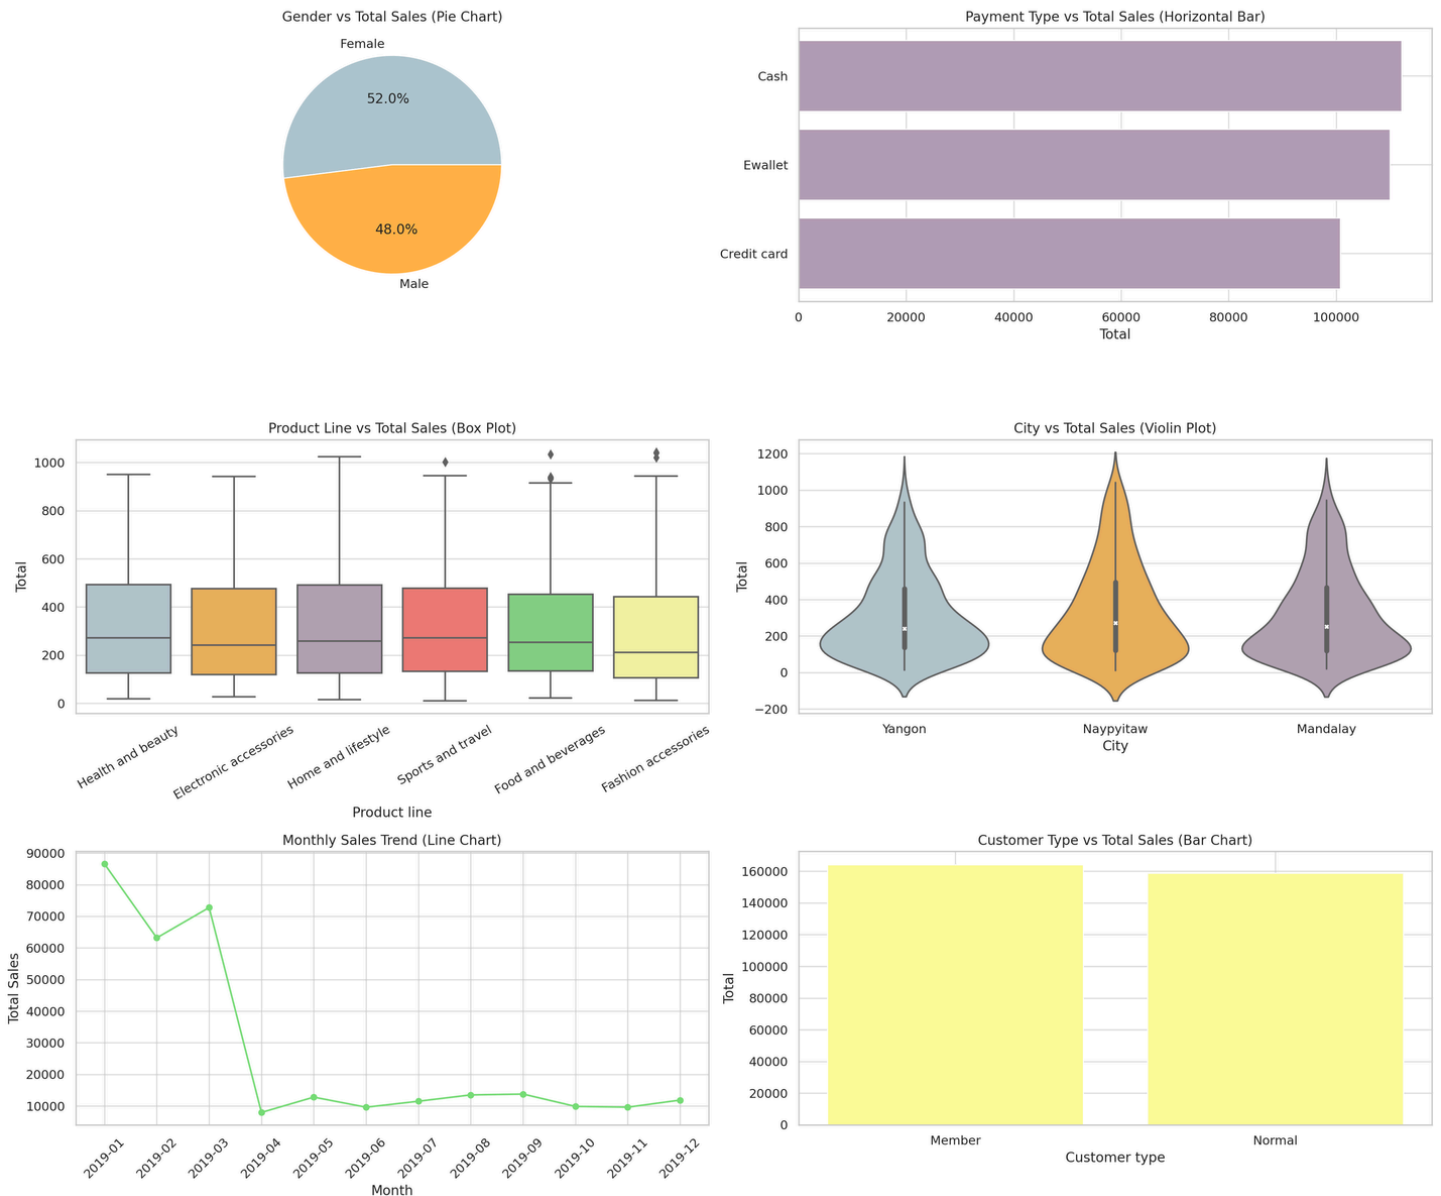 Gender vs Total Sales (Pie Chart)
Female
52.0%
48.0%
Male
Payment Type vs Total Sales (Horizontal Bar)
Cash
Ewallet
Credit card
0 20000 40000 60000 80000 100000
Total
Product Line vs Total Sales (Box Plot)
Total
1000
800
600
400
200
0
Health and beauty
Electronic accessories
Home and lifestyle
Sports and travel
Food and beverages
Fashion accessories
Product line
City vs Total Sales (Violin Plot)
Total
1200
1000
800
600
400
200
0
−200
Yangon Naypyitaw Mandalay
City
Monthly Sales Trend (Line Chart)
Total Sales
90000
80000
70000
60000
50000
40000
30000
20000
10000
2019-01
2019-02
2019-03
2019-04
2019-05
2019-06
2019-07
2019-08
2019-09
2019-10
2019-11
2019-12
Month
Customer Type vs Total Sales (Bar Chart)
Total
160000
140000
120000
100000
80000
60000
40000
20000
0
Member Normal
Customer type